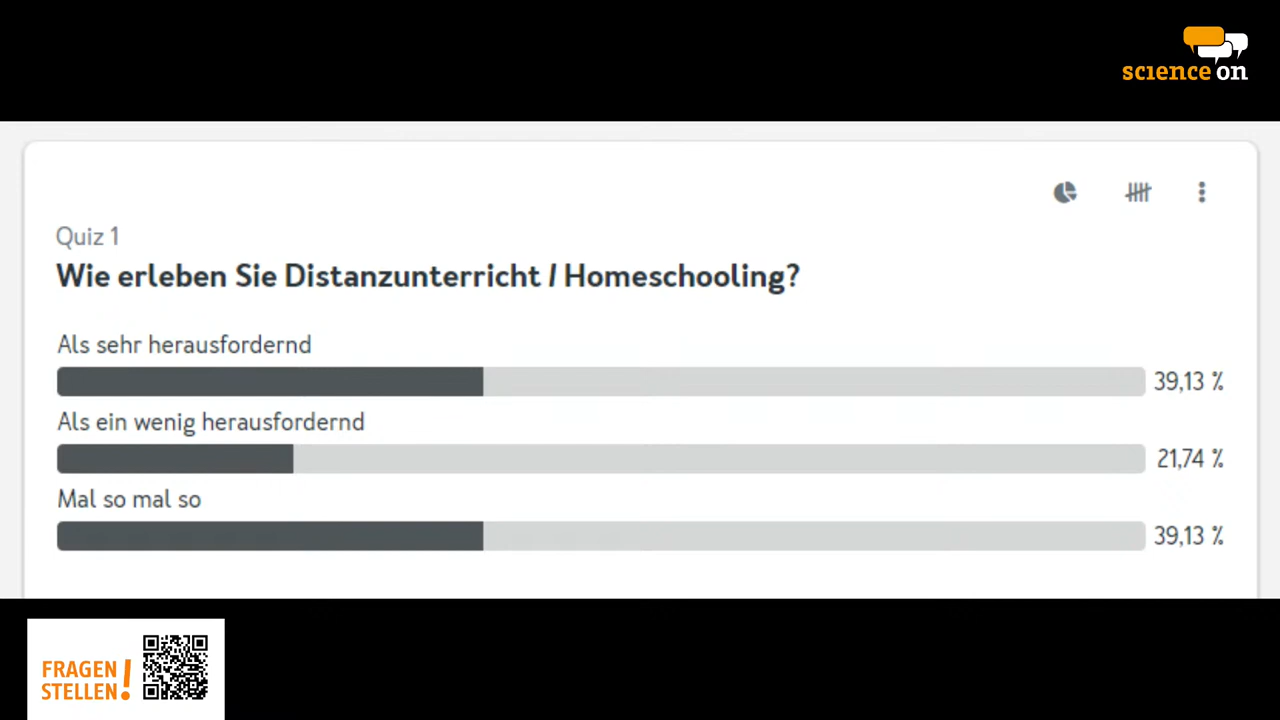 science on
Quiz 1
Wie erleben Sie Distanzunterricht / Homeschooling?
Als sehr herausfordernd
39,13 %
Als ein wenig herausfordernd
21,74 %
Mal so mal so
39,13 %
FRAGEN
STELLEN!